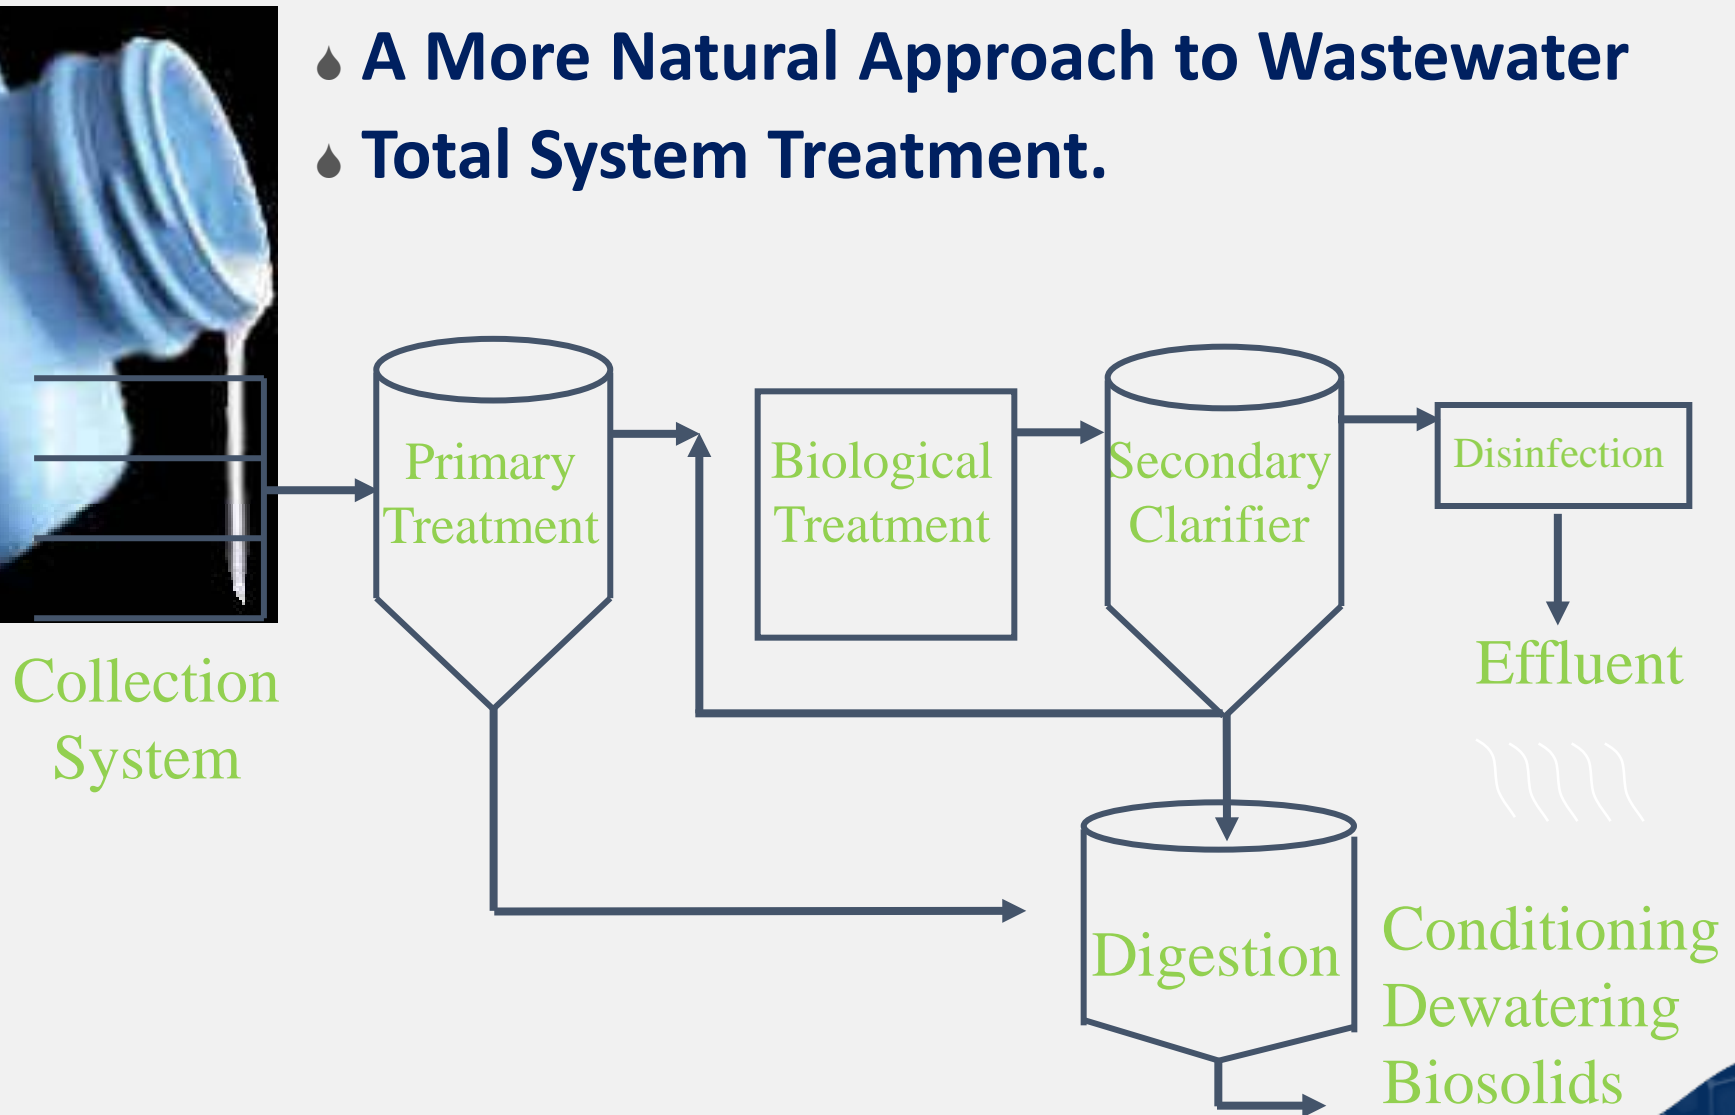 A More Natural Approach to Wastewater
Total System Treatment.
Primary
Treatment
Biological
Treatment
Secondary
Clarifier
Disinfection
Effluent
Collection
System
Digestion
Conditioning
Dewatering
Biosolids